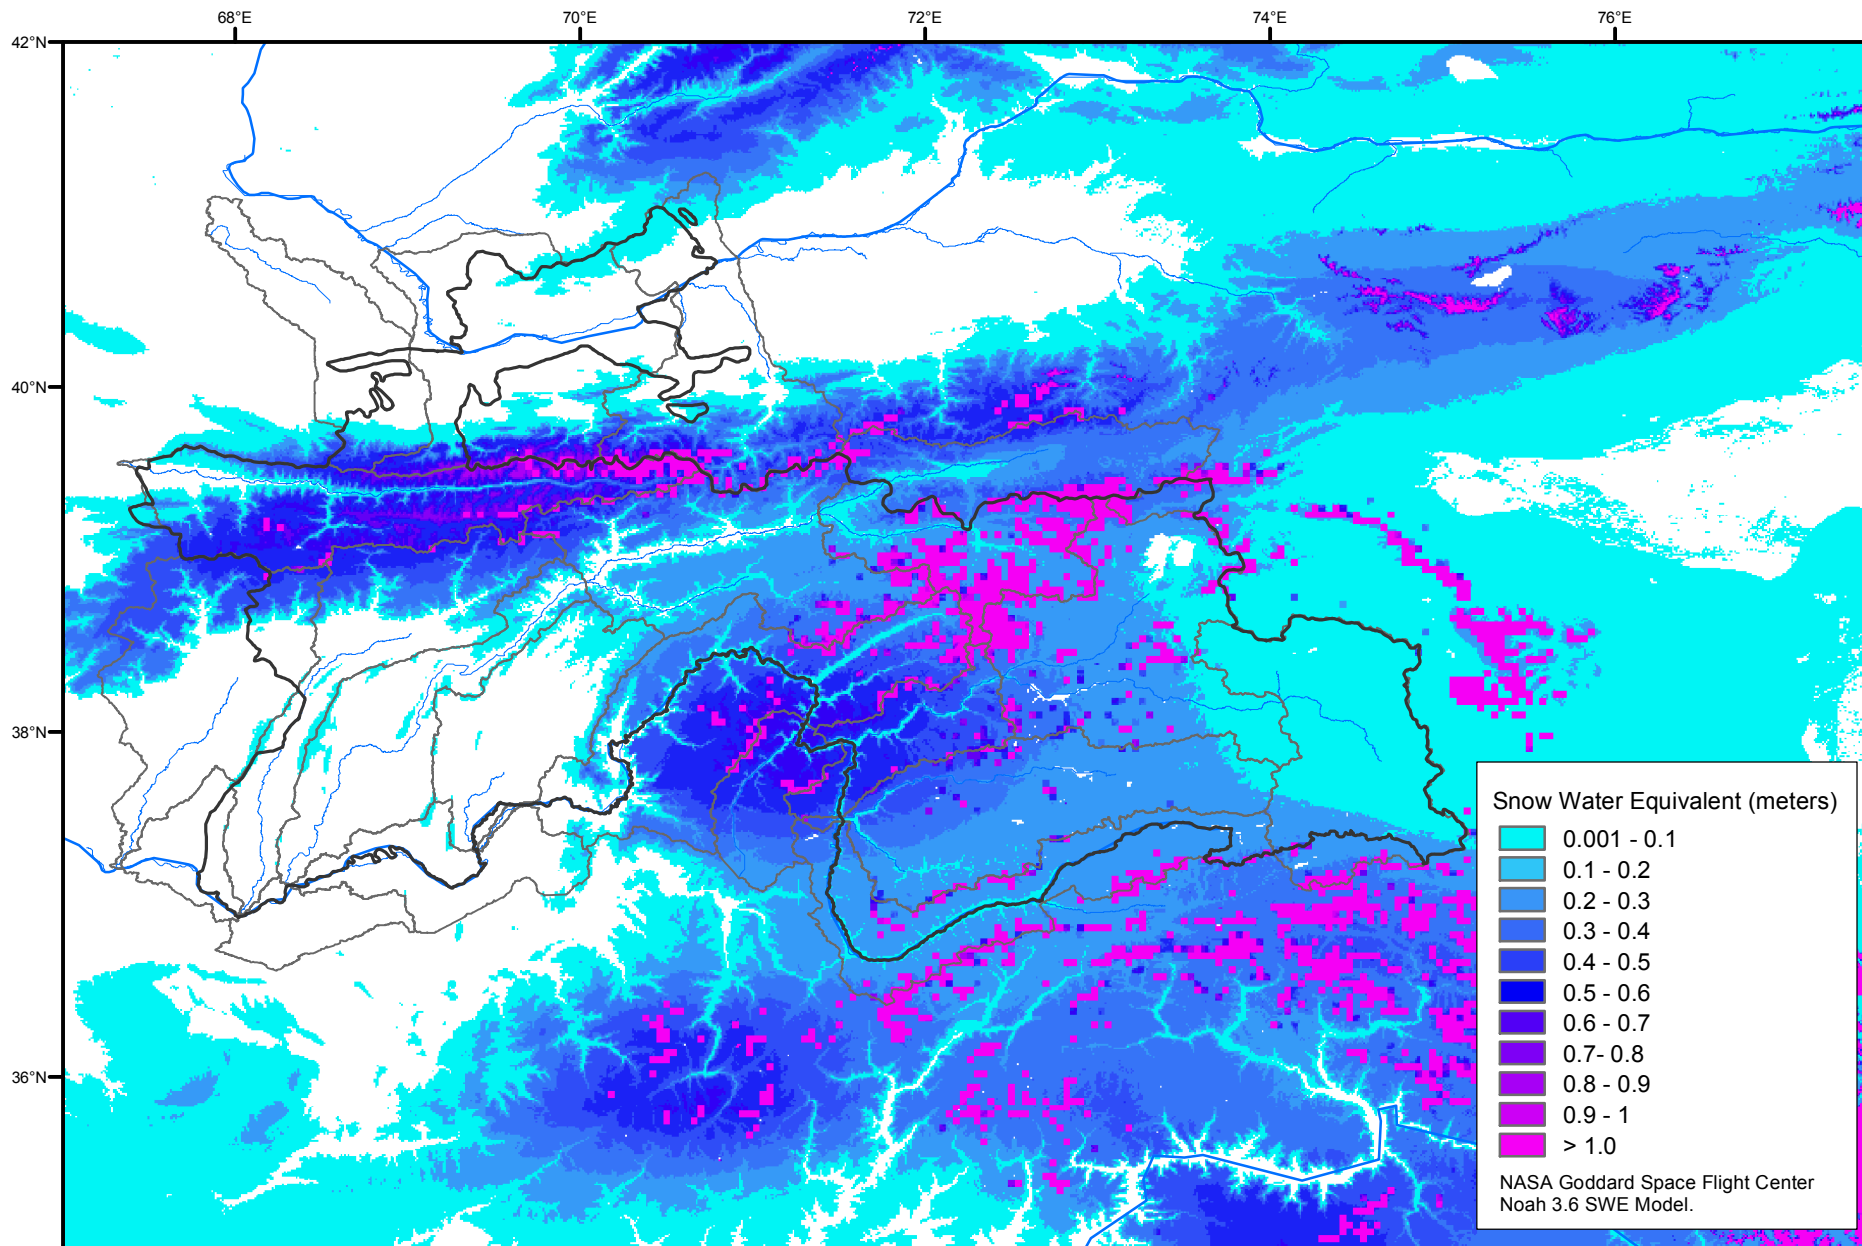 68°E
70°E
72°E
74°E
76°E
42°N
40°N
38°N
36°N
Snow Water Equivalent (meters)
0.001 - 0.1
0.1 - 0.2
0.2 - 0.3
0.3 - 0.4
0.4 - 0.5
0.5 - 0.6
0.6 - 0.7
0.7- 0.8
0.8 - 0.9
0.9 - 1
> 1.0
NASA Goddard Space Flight Center
Noah 3.6 SWE Model.